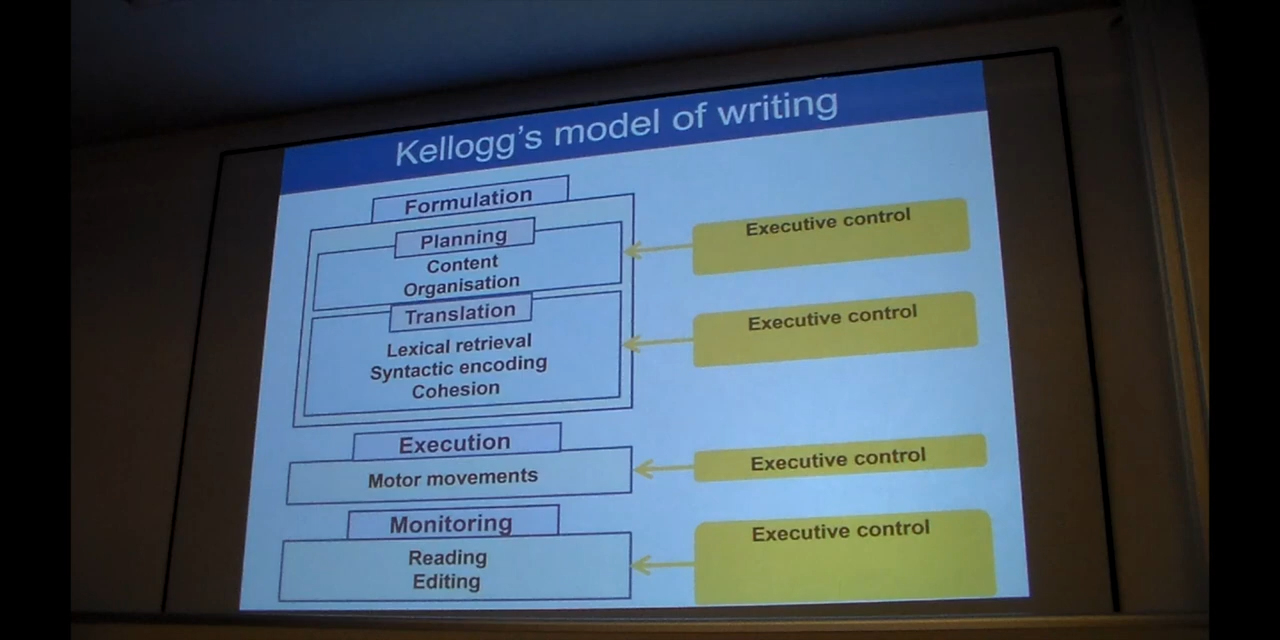 Kellogg's model of writing
Formulation
Planning
Content
Organisation
Executive control
Translation
Lexical retrieval
Syntactic encoding
Cohesion
Executive control
Execution
Motor movements
Executive control
Monitoring
Reading
Editing
Executive control